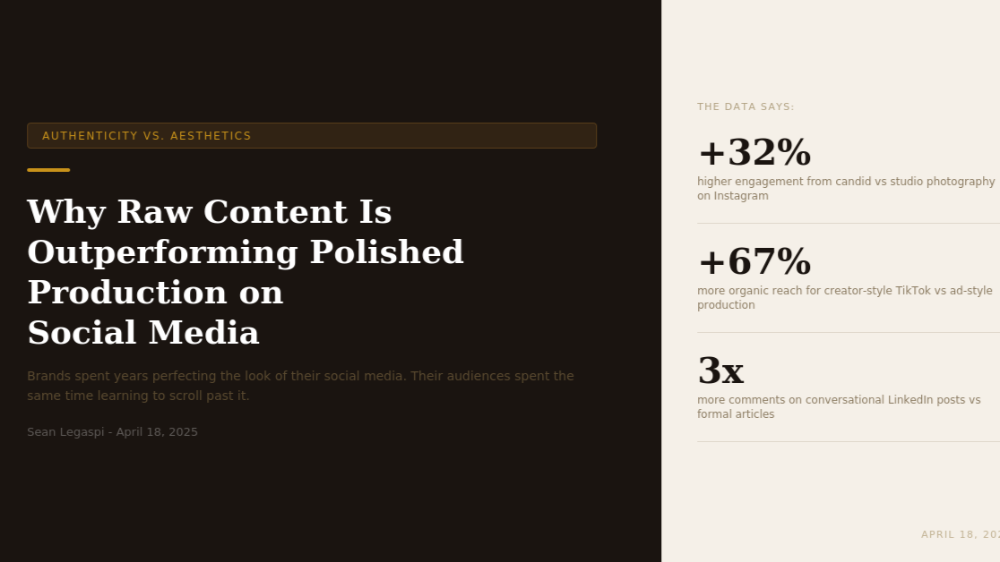 AUTHENTICITY VS. AESTHETICS
Why Raw Content Is
Outperforming Polished
Production on
Social Media
Brands spent years perfecting the look of their social media. Their audiences spent the
same time learning to scroll past it.
Sean Legaspi - April 18, 2025
THE DATA SAYS:
+32%
higher engagement from candid vs studio photography
on Instagram
+67%
more organic reach for creator-style TikTok vs ad-style
production
3x
more comments on conversational LinkedIn posts vs
formal articles
APRIL 18,